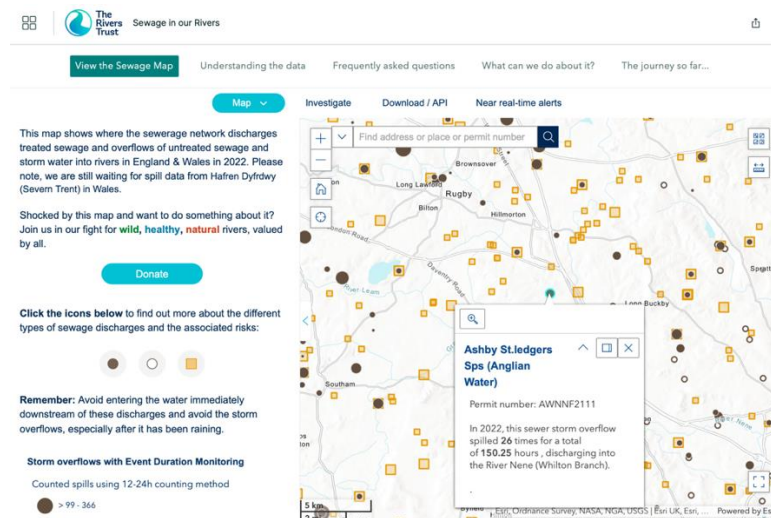 The
Rivers
Trust
Sewage in our Rivers
View the Sewage Map
Understanding the data
Frequently asked questions
What can we do about it?
The journey so far...
Map
Investigate
Download / API
Near real-time alerts
This map shows where the sewerage network discharges
treated sewage and overflows of untreated sewage and
storm water into rivers in England & Wales in 2022. Please
note, we are still waiting for spill data from Hafren Dyfrdwy
(Severn Trent) in Wales.
Shocked by this map and want to do something about it?
Join us in our fight for wild, healthy, natural rivers, valued
by all.
Donate
Click the icons below to find out more about the different
types of sewage discharges and the associated risks:
Remember: Avoid entering the water immediately
downstream of these discharges and avoid the storm
overflows, especially after it has been raining.
Storm overflows with Event Duration Monitoring
Counted spills using 12-24h counting method
> 99 - 366
Find address or place or permit number
Brownsover
Long Lawford
Rugby
Bilton
Hillmorton
London Road
Daventry Road
River Leam
Long Buckby
Southam
Ashby St.ledgers
Sps (Anglian
Water)
Permit number: AWNNF2111
In 2022, this sewer storm overflow
spilled 26 times for a total
of 150.25 hours , discharging into
the River Nene (Whilton Branch).
.
5 km
Byfield
Esri, Ordnance Survey, NASA, NGA, USGS | Esri UK, Esri, ...
Powered by Es